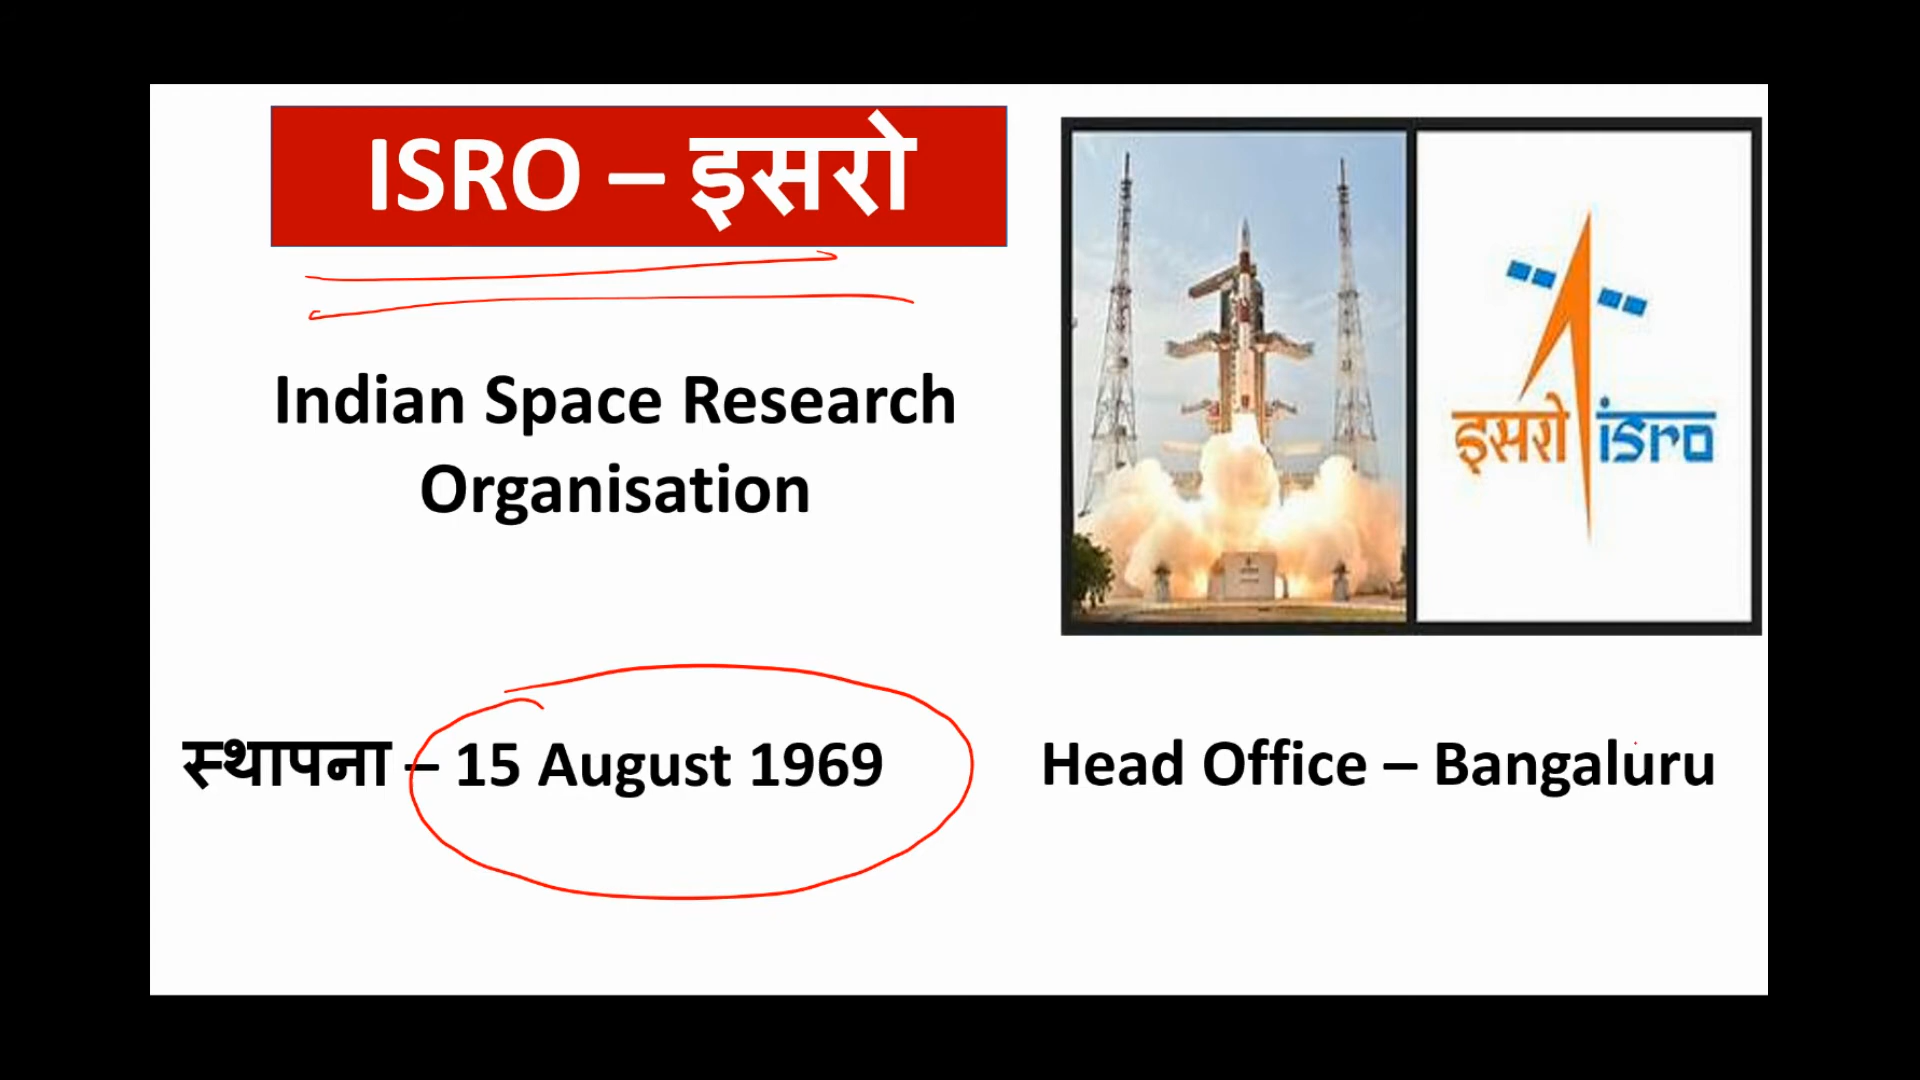 ISRO – इसरो
इसरो isro
Indian Space Research
Organisation
स्थापना – 15 August 1969
Head Office – Bangaluru